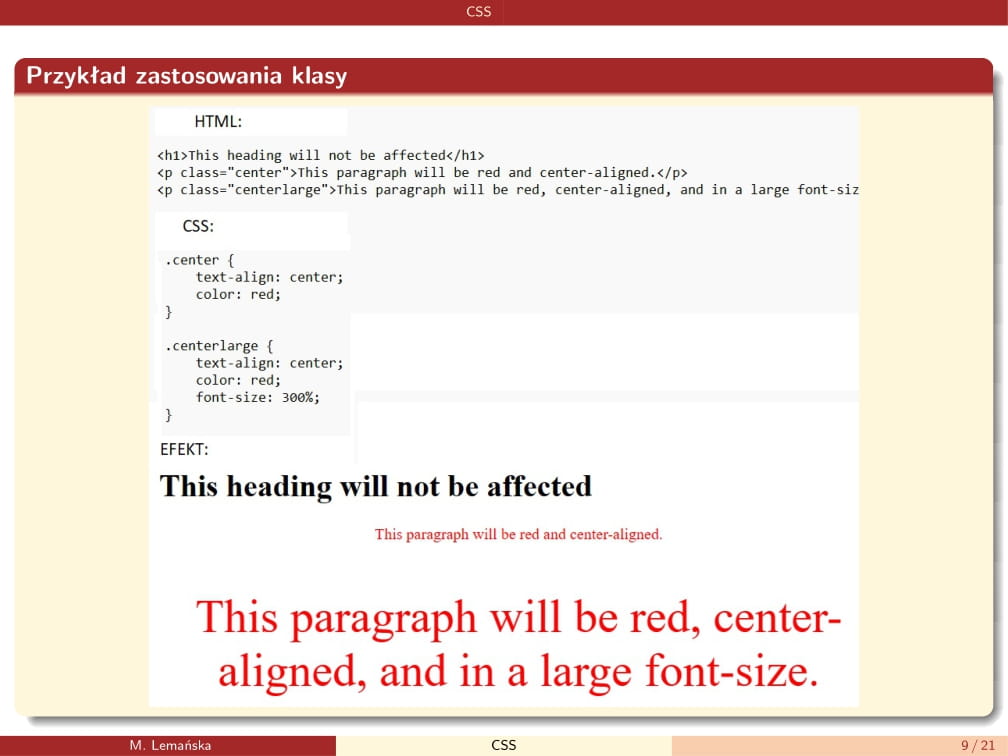 CSS
Przykład zastosowania klasy
HTML:
<h1>This heading will not be affected</h1>
<p class="center">This paragraph will be red and center-aligned.</p>
<p class="centerlarge">This paragraph will be red, center-aligned, and in a large font-siz
CSS:
.center {
    text-align: center;
    color: red;
}
.centerlarge {
    text-align: center;
    color: red;
    font-size: 300%;
}
EFEKT:
This heading will not be affected
This paragraph will be red and center-aligned.
This paragraph will be red, center-
aligned, and in a large font-size.
M. Lemańska CSS 9 / 21